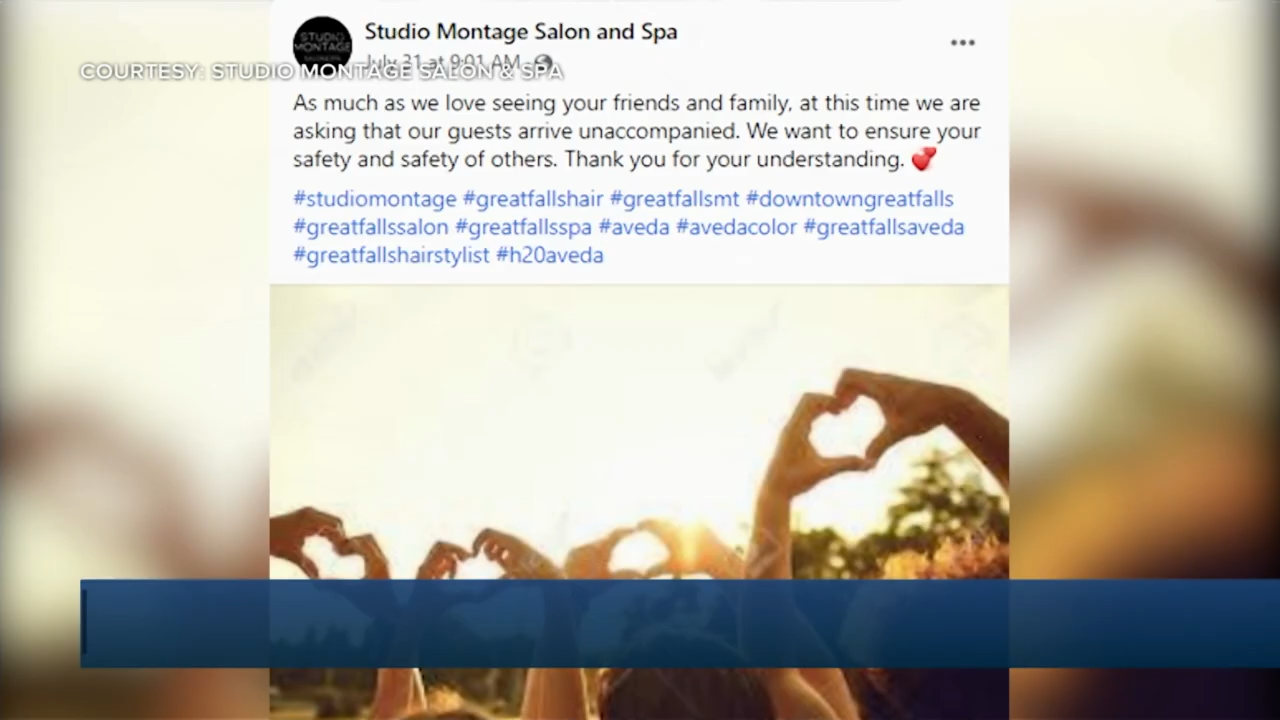 Studio Montage Salon and Spa
STUDIO
MONTAGE
July 31 at 9:01 AM
COURTESY: STUDIO MONTAGE SALON & SPA
As much as we love seeing your friends and family, at this time we are
asking that our guests arrive unaccompanied. We want to ensure your
safety and safety of others. Thank you for your understanding. 💕
#studiomontage #greatfallshair #greatfallsmt #downtowngreatfalls
#greatfallssalon #greatfallsspa #aveda #avedacolor #greatfallsaveda
#greatfallshairstylist #h20aveda